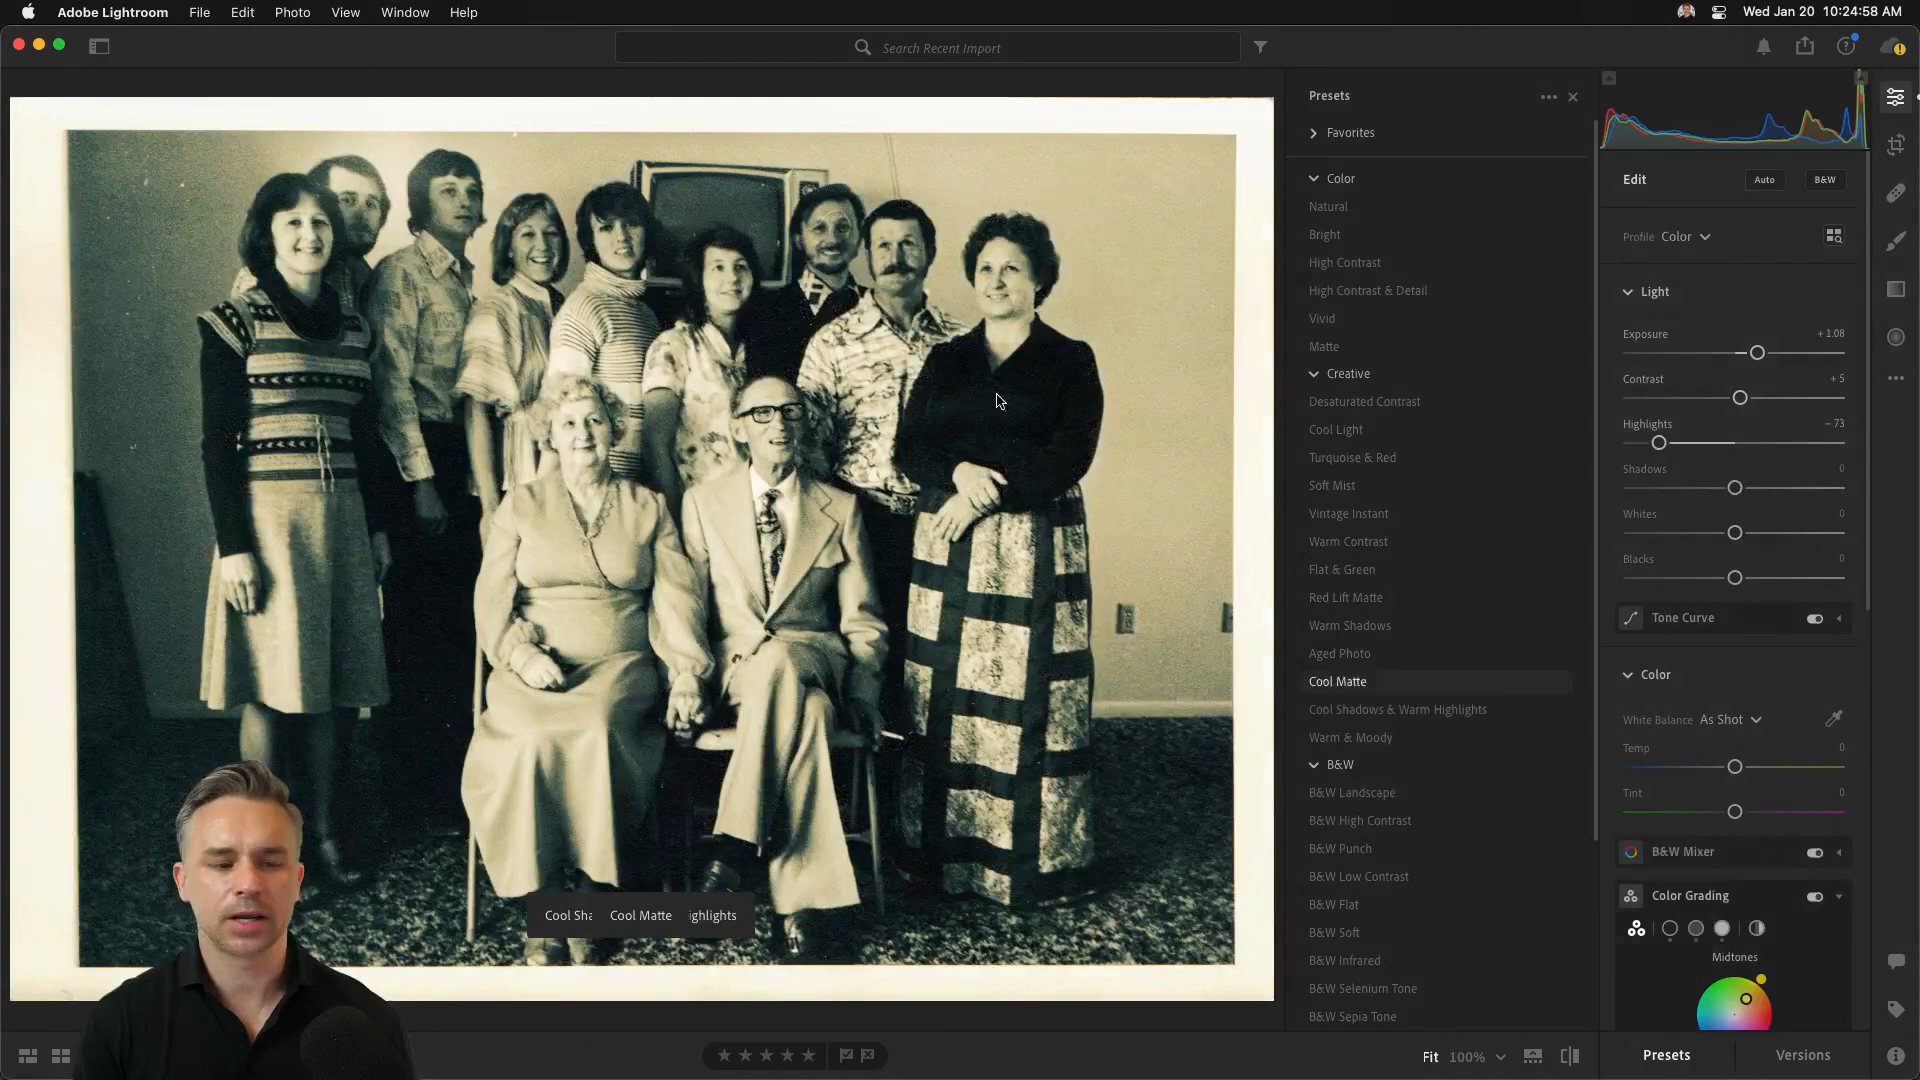 Adobe Lightroom File Edit Photo View Window Help Wed Jan 20 10:24:58 AM
Search Recent Import
Presets
Favorites
Color
Natural
Bright
High Contrast
High Contrast & Detail
Vivid
Matte
Creative
Desaturated Contrast
Cool Light
Turquoise & Red
Soft Mist
Vintage Instant
Warm Contrast
Flat & Green
Red Lift Matte
Warm Shadows
Aged Photo
Cool Matte
Cool Shadows & Warm Highlights
Warm & Moody
B&W
B&W Landscape
B&W High Contrast
B&W Punch
B&W Low Contrast
B&W Flat
B&W Soft
B&W Infrared
B&W Selenium Tone
B&W Sepia Tone
Edit Auto B&W
Profile Color
Light
Exposure + 1.08
Contrast + 5
Highlights – 73
Shadows 0
Whites 0
Blacks 0
Tone Curve
Color
White Balance As Shot
Temp 0
Tint 0
B&W Mixer
Color Grading
Midtones
Cool Sha Cool Matte ighlights
Fit 100%
Presets Versions